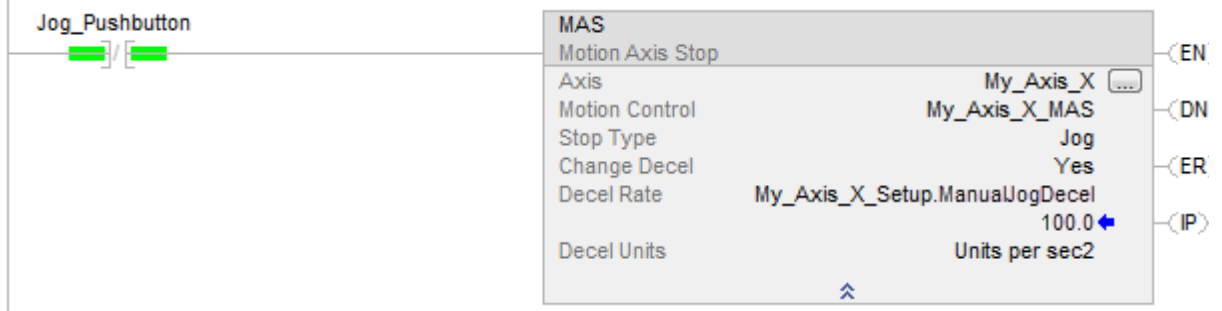 Jog_Pushbutton
MAS
Motion Axis Stop
EN
Axis My_Axis_X ...
Motion Control My_Axis_X_MAS
DN
Stop Type Jog
Change Decel Yes
ER
Decel Rate My_Axis_X_Setup.ManualJogDecel
100.0
IP
Decel Units Units per sec2